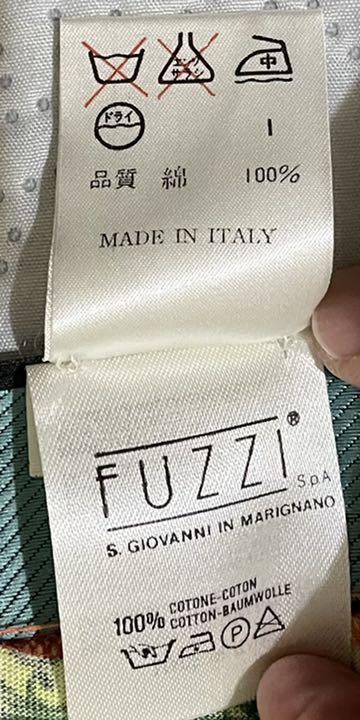 エンソ
サラシ
中
ドライ
I
品質 綿 100%
MADE IN ITALY
FUZZI®
S.p.A
S. GIOVANNI IN MARIGNANO
100% COTONE-COTON
COTTON-BAUMWOLLE
P